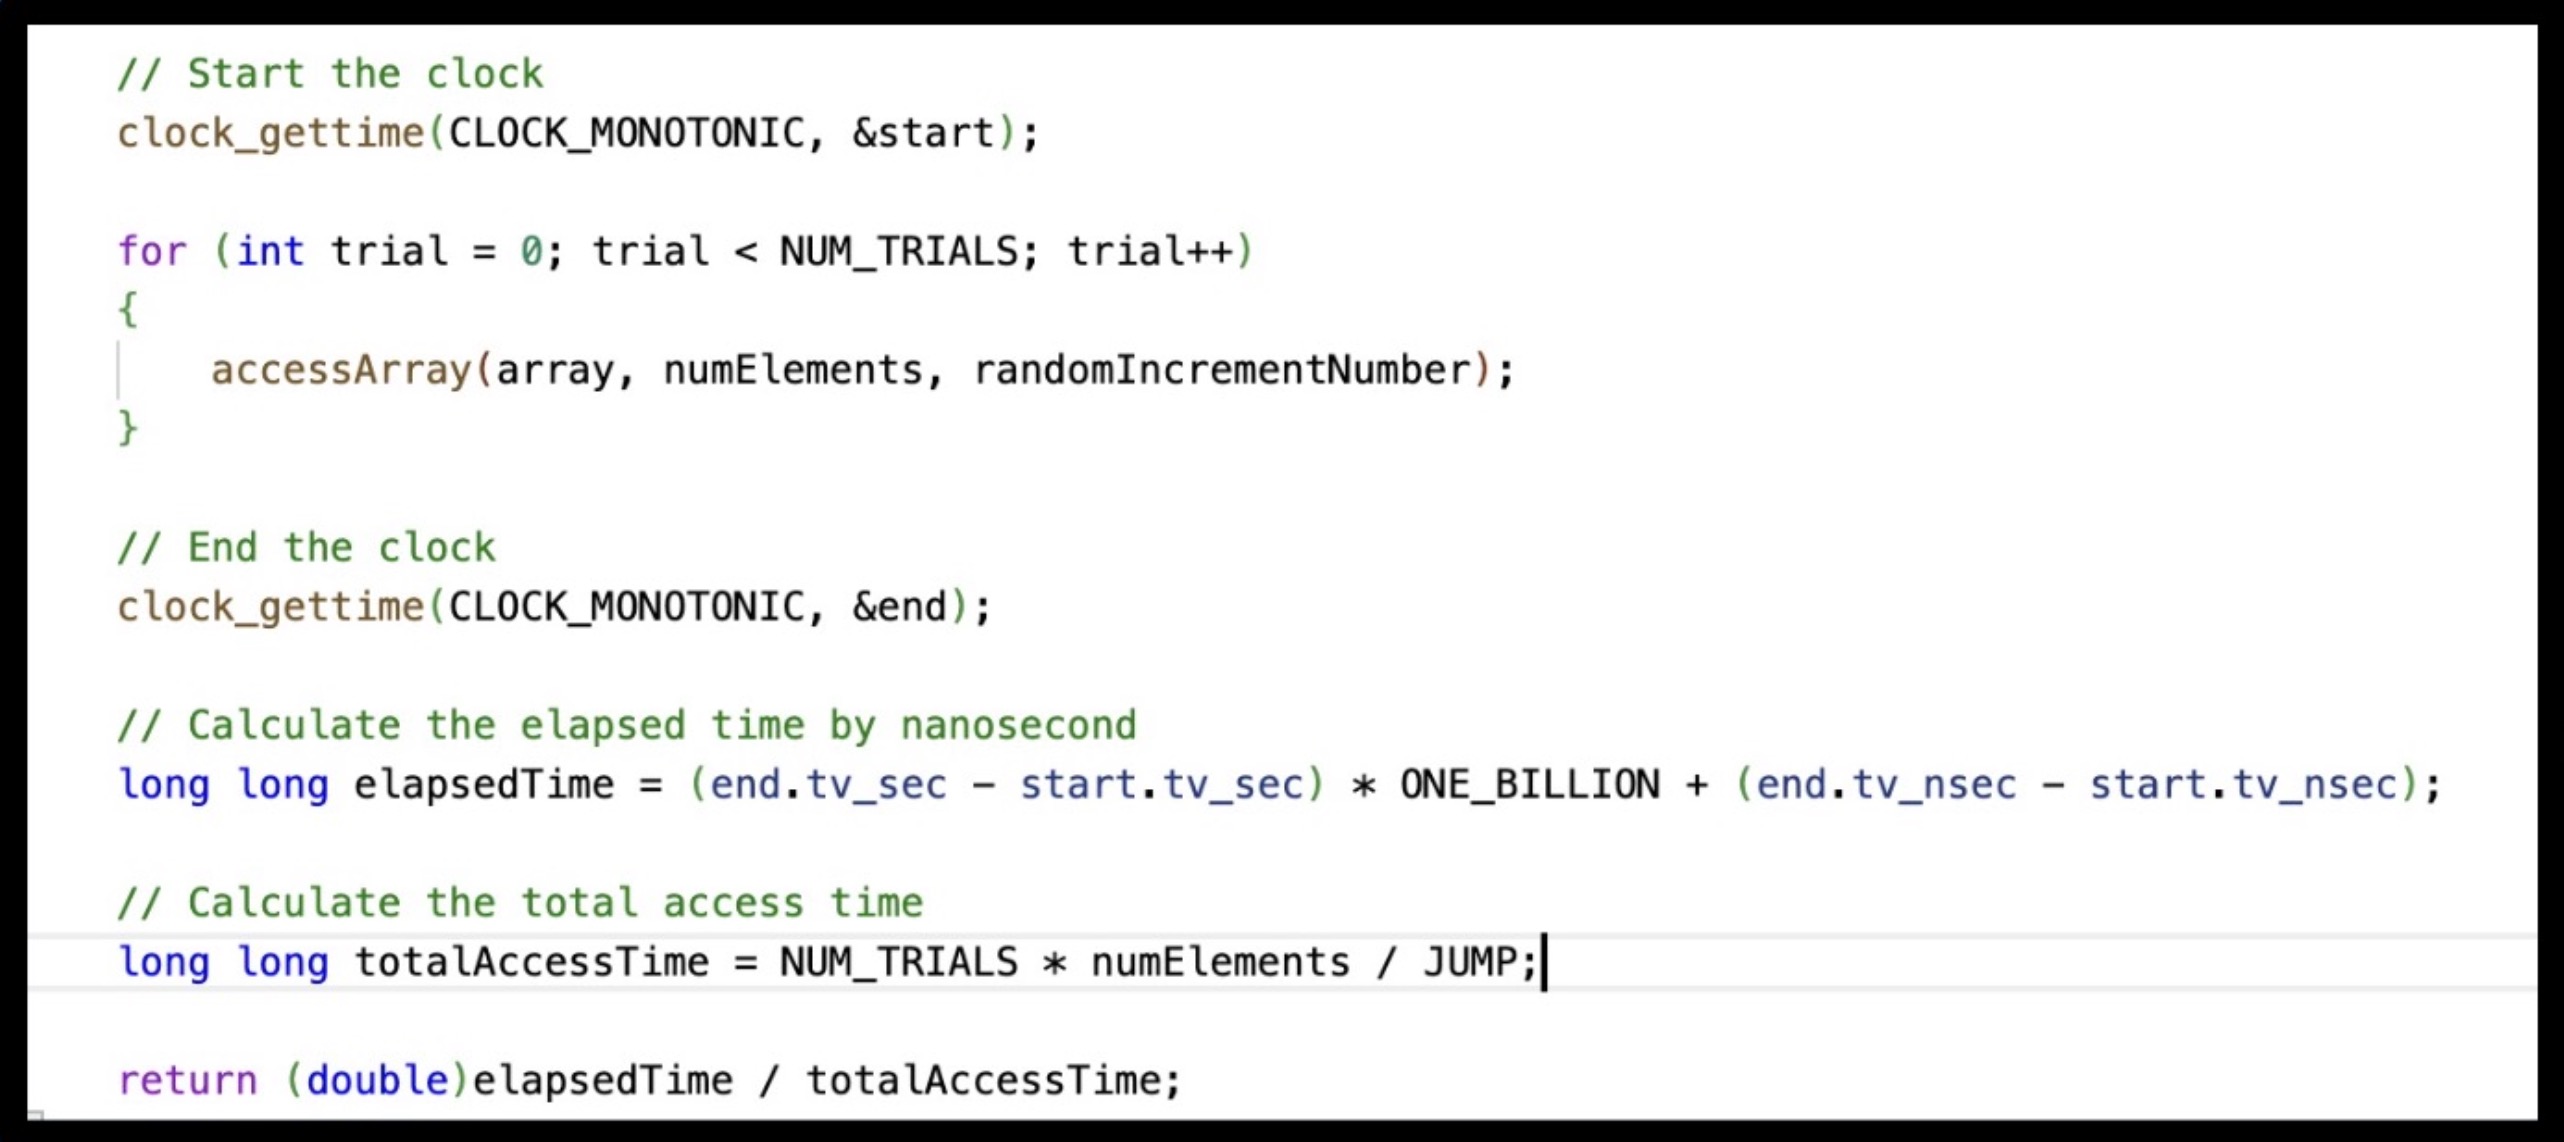 // Start the clock
clock_gettime(CLOCK_MONOTONIC, &start);
for (int trial = 0; trial < NUM_TRIALS; trial++)
{
accessArray(array, numElements, randomIncrementNumber);
}
// End the clock
clock_gettime(CLOCK_MONOTONIC, &end);
// Calculate the elapsed time by nanosecond
long long elapsedTime = (end.tv_sec - start.tv_sec) * ONE_BILLION + (end.tv_nsec - start.tv_nsec);
// Calculate the total access time
long long totalAccessTime = NUM_TRIALS * numElements / JUMP;
return (double)elapsedTime / totalAccessTime;